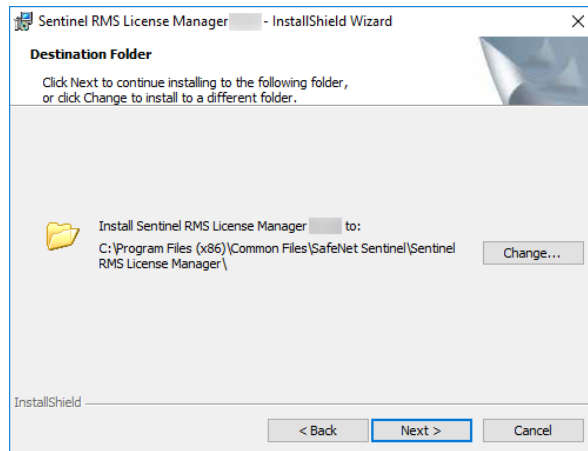 Sentinel RMS License Manager - InstallShield Wizard
Destination Folder
Click Next to continue installing to the following folder,
or click Change to install to a different folder.
Install Sentinel RMS License Manager to:
C:\Program Files (x86)\Common Files\SafeNet Sentinel\Sentinel
RMS License Manager\
Change...
InstallShield
< Back Next > Cancel